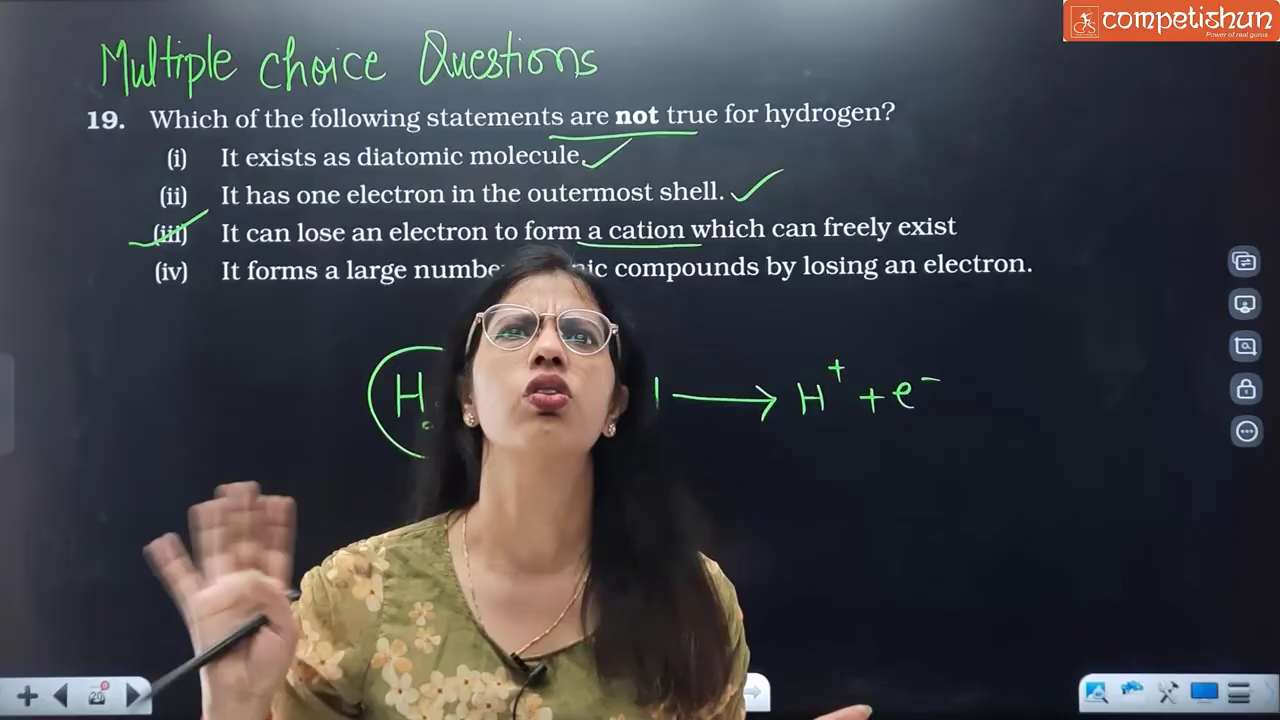 competishun
Power of real gurus.
Multiple choice Questions
19. Which of the following statements are not true for hydrogen?
(i) It exists as diatomic molecule.
(ii) It has one electron in the outermost shell.
(iii) It can lose an electron to form a cation which can freely exist
(iv) It forms a large compounds by losing an electron.
H → H⁺ + e⁻
20